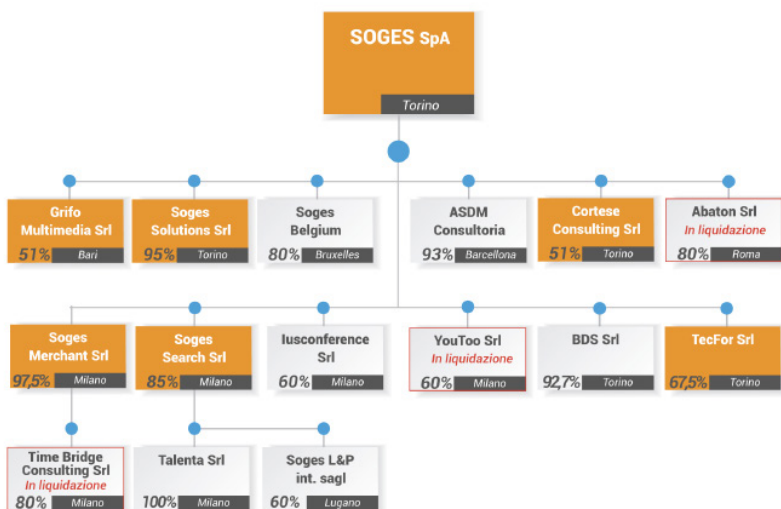 SOGES SpA
Torino
Grifo
Multimedia Srl
51% Bari
Soges
Solutions Srl
95% Torino
Soges
Belgium
80% Bruxelles
ASDM
Consultoria
93% Barcellona
Cortese
Consulting Srl
51% Torino
Abaton Srl
In liquidazione
80% Roma
Soges
Merchant Srl
97,5% Milano
Soges
Search Srl
85% Milano
Iusconference
Srl
60% Milano
YouToo Srl
In liquidazione
60% Milano
BDS Srl
92,7% Torino
TecFor Srl
67,5% Torino
Time Bridge
Consulting Srl
In liquidazione
80% Milano
Talenta Srl
100% Milano
Soges L&P
int. sagl
60% Lugano